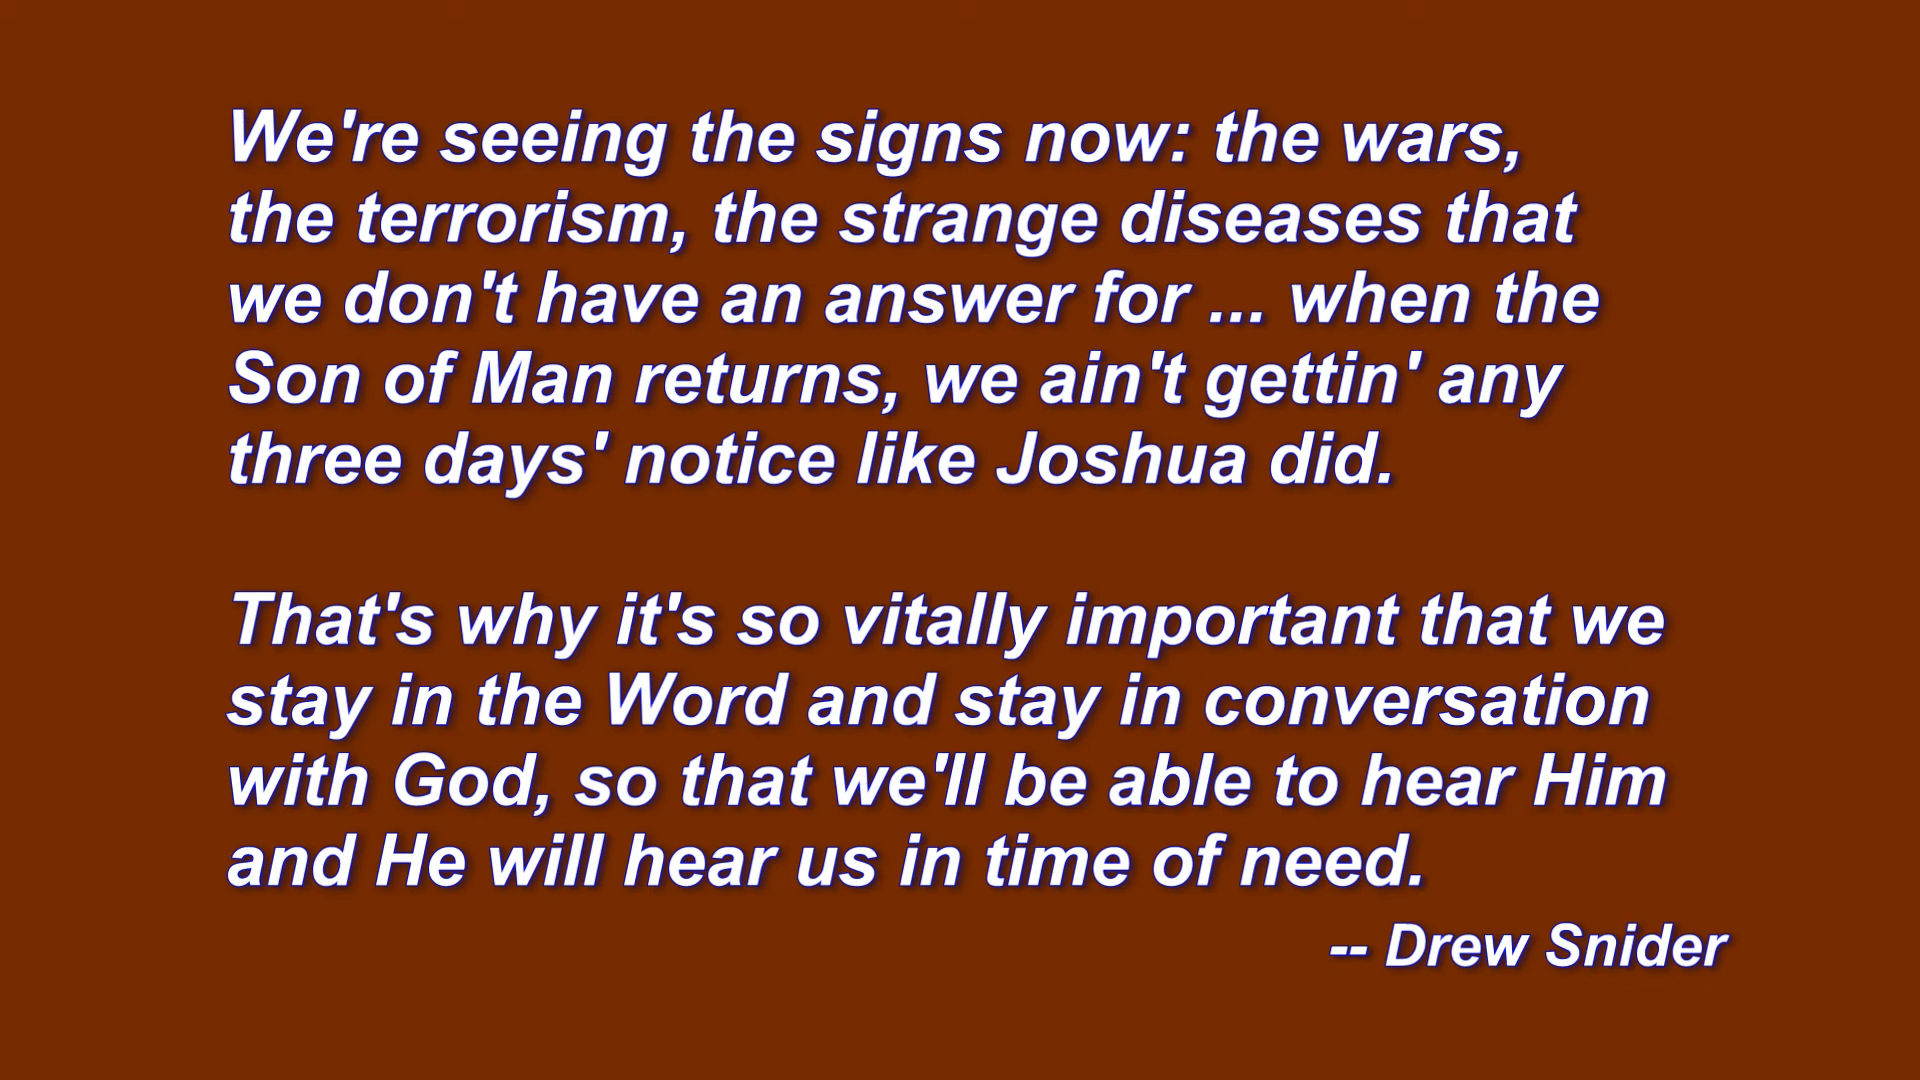 We're seeing the signs now: the wars,
the terrorism, the strange diseases that
we don't have an answer for ... when the
Son of Man returns, we ain't gettin' any
three days' notice like Joshua did.
That's why it's so vitally important that we
stay in the Word and stay in conversation
with God, so that we'll be able to hear Him
and He will hear us in time of need.
-- Drew Snider